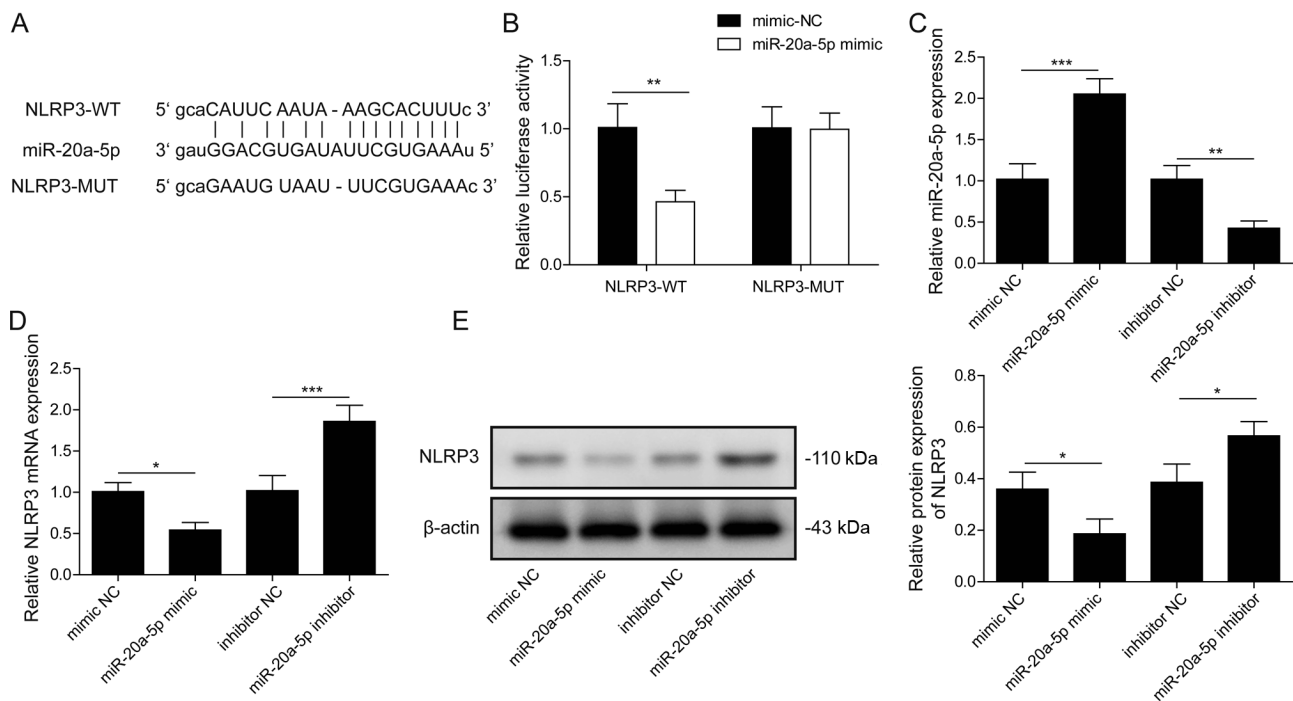 A
NLRP3-WT 5‘ gcaCAUUC AAUA - AAGCACUUUc 3’
miR-20a-5p 3‘ gauGGACGUGAUAUUCGUGAAAu 5’
NLRP3-MUT 5‘ gcaGAAUG UAAU - UUCGUGAAAc 3’
B
mimic-NC
miR-20a-5p mimic
Relative luciferase activity
1.5
1.0
0.5
0.0
**
NLRP3-WT
NLRP3-MUT
C
Relative miR-20a-5p expression
2.5
2.0
1.5
1.0
0.5
0.0
***
**
mimic NC
miR-20a-5p mimic
inhibitor NC
miR-20a-5p inhibitor
D
Relative NLRP3 mRNA expression
2.5
2.0
1.5
1.0
0.5
0.0
*
***
mimic NC
miR-20a-5p mimic
inhibitor NC
miR-20a-5p inhibitor
E
NLRP3
-110 kDa
β-actin
-43 kDa
mimic NC
miR-20a-5p mimic
inhibitor NC
miR-20a-5p inhibitor
Relative protein expression
of NLRP3
0.8
0.6
0.4
0.2
0.0
*
*
mimic NC
miR-20a-5p mimic
inhibitor NC
miR-20a-5p inhibitor